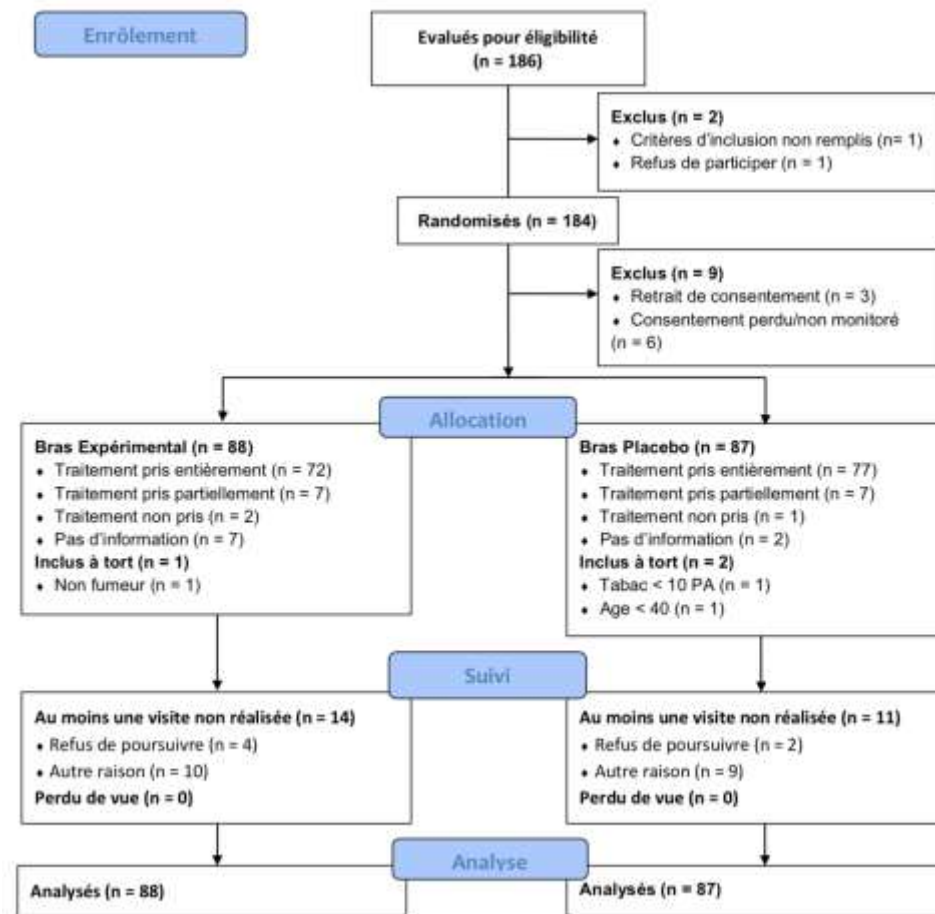 Enrôlement
Evalués pour éligibilité
(n = 186)
Exclus (n = 2)
♦ Critères d'inclusion non remplis (n= 1)
♦ Refus de participer (n = 1)
Randomisés (n = 184)
Exclus (n = 9)
♦ Retrait de consentement (n = 3)
♦ Consentement perdu/non monitoré
(n = 6)
Allocation
Bras Expérimental (n = 88)
♦ Traitement pris entièrement (n = 72)
♦ Traitement pris partiellement (n = 7)
♦ Traitement non pris (n = 2)
♦ Pas d'information (n = 7)
Inclus à tort (n = 1)
♦ Non fumeur (n = 1)
Bras Placebo (n = 87)
♦ Traitement pris entièrement (n = 77)
♦ Traitement pris partiellement (n = 7)
♦ Traitement non pris (n = 1)
♦ Pas d'information (n = 2)
Inclus à tort (n = 2)
♦ Tabac < 10 PA (n = 1)
♦ Age < 40 (n = 1)
Suivi
Au moins une visite non réalisée (n = 14)
♦ Refus de poursuivre (n = 4)
♦ Autre raison (n = 10)
Perdu de vue (n = 0)
Au moins une visite non réalisée (n = 11)
♦ Refus de poursuivre (n = 2)
♦ Autre raison (n = 9)
Perdu de vue (n = 0)
Analyse
Analysés (n = 88)
Analysés (n = 87)